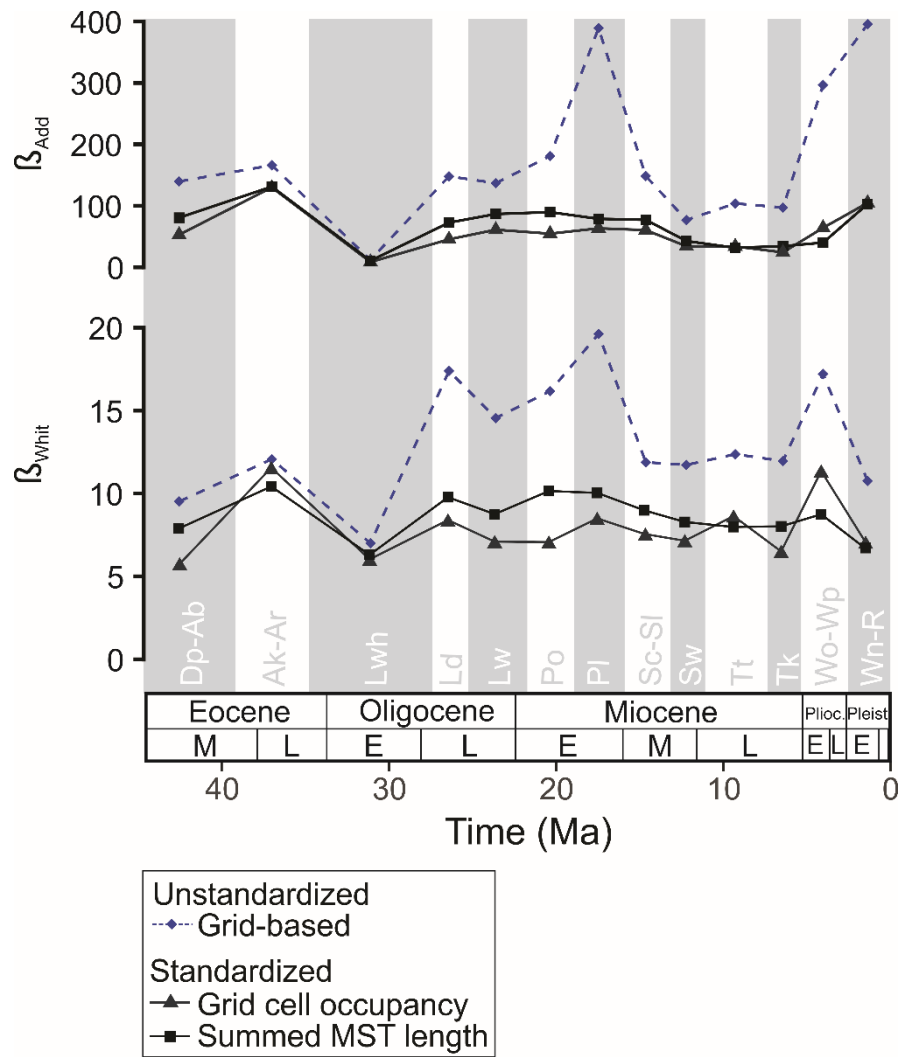 400
300
200
100
0
ßAdd
20
15
10
5
0
ßWhit
Dp-Ab Ak-Ar Lwh Ld Lw Po Pl Sc-Sl Sw Tt Tk Wo-Wp Wn-R
Eocene Oligocene Miocene Plioc. Pleist
M L E L E M L E L E
40 30 20 10 0
Time (Ma)
Unstandardized
Grid-based
Standardized
Grid cell occupancy
Summed MST length